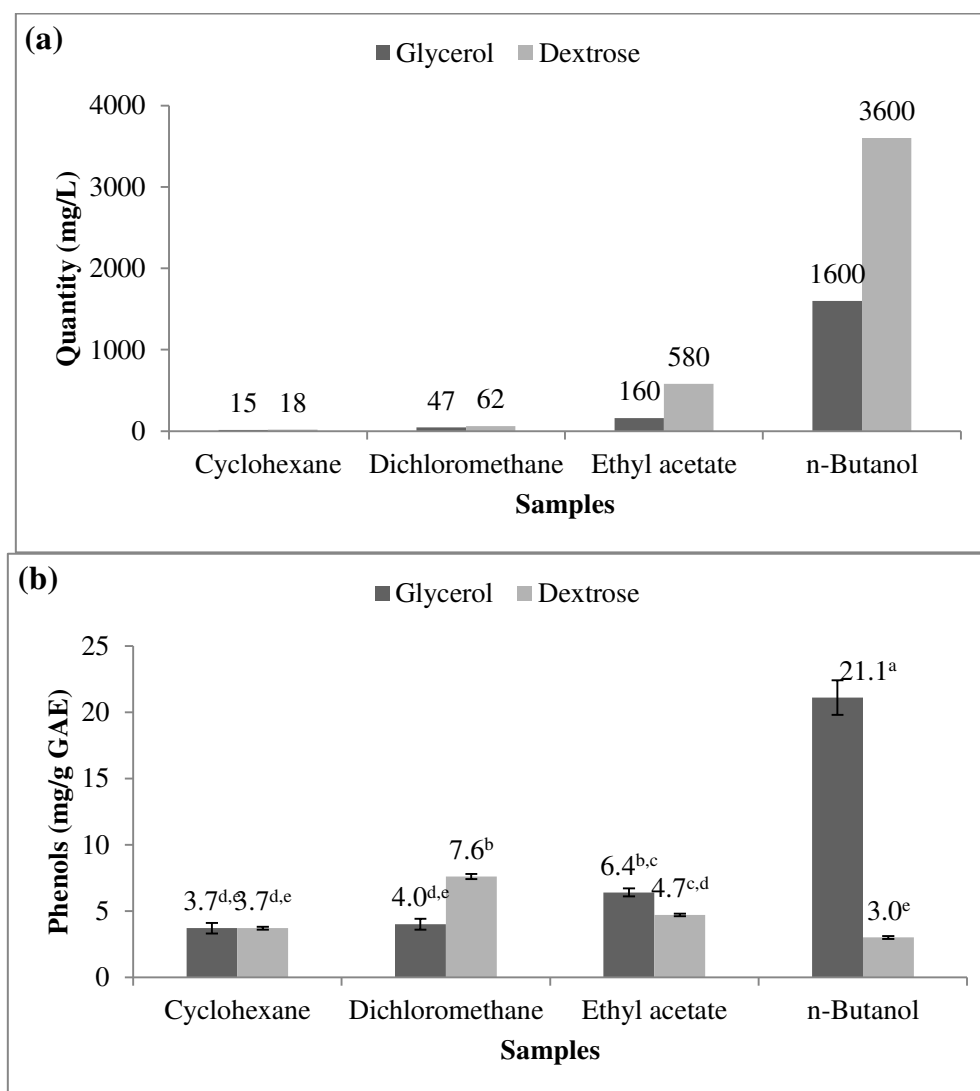 (a)
Glycerol Dextrose
Quantity (mg/L)
4000
3000
2000
1000
0
15 18 47 62 160 580 1600 3600
Cyclohexane Dichloromethane Ethyl acetate n-Butanol
Samples
(b)
Glycerol Dextrose
Phenols (mg/g GAE)
25
20
15
10
5
0
3.7d,e 3.7d,e 4.0d,e 7.6b 6.4b,c 4.7c,d 21.1a 3.0e
Cyclohexane Dichloromethane Ethyl acetate n-Butanol
Samples